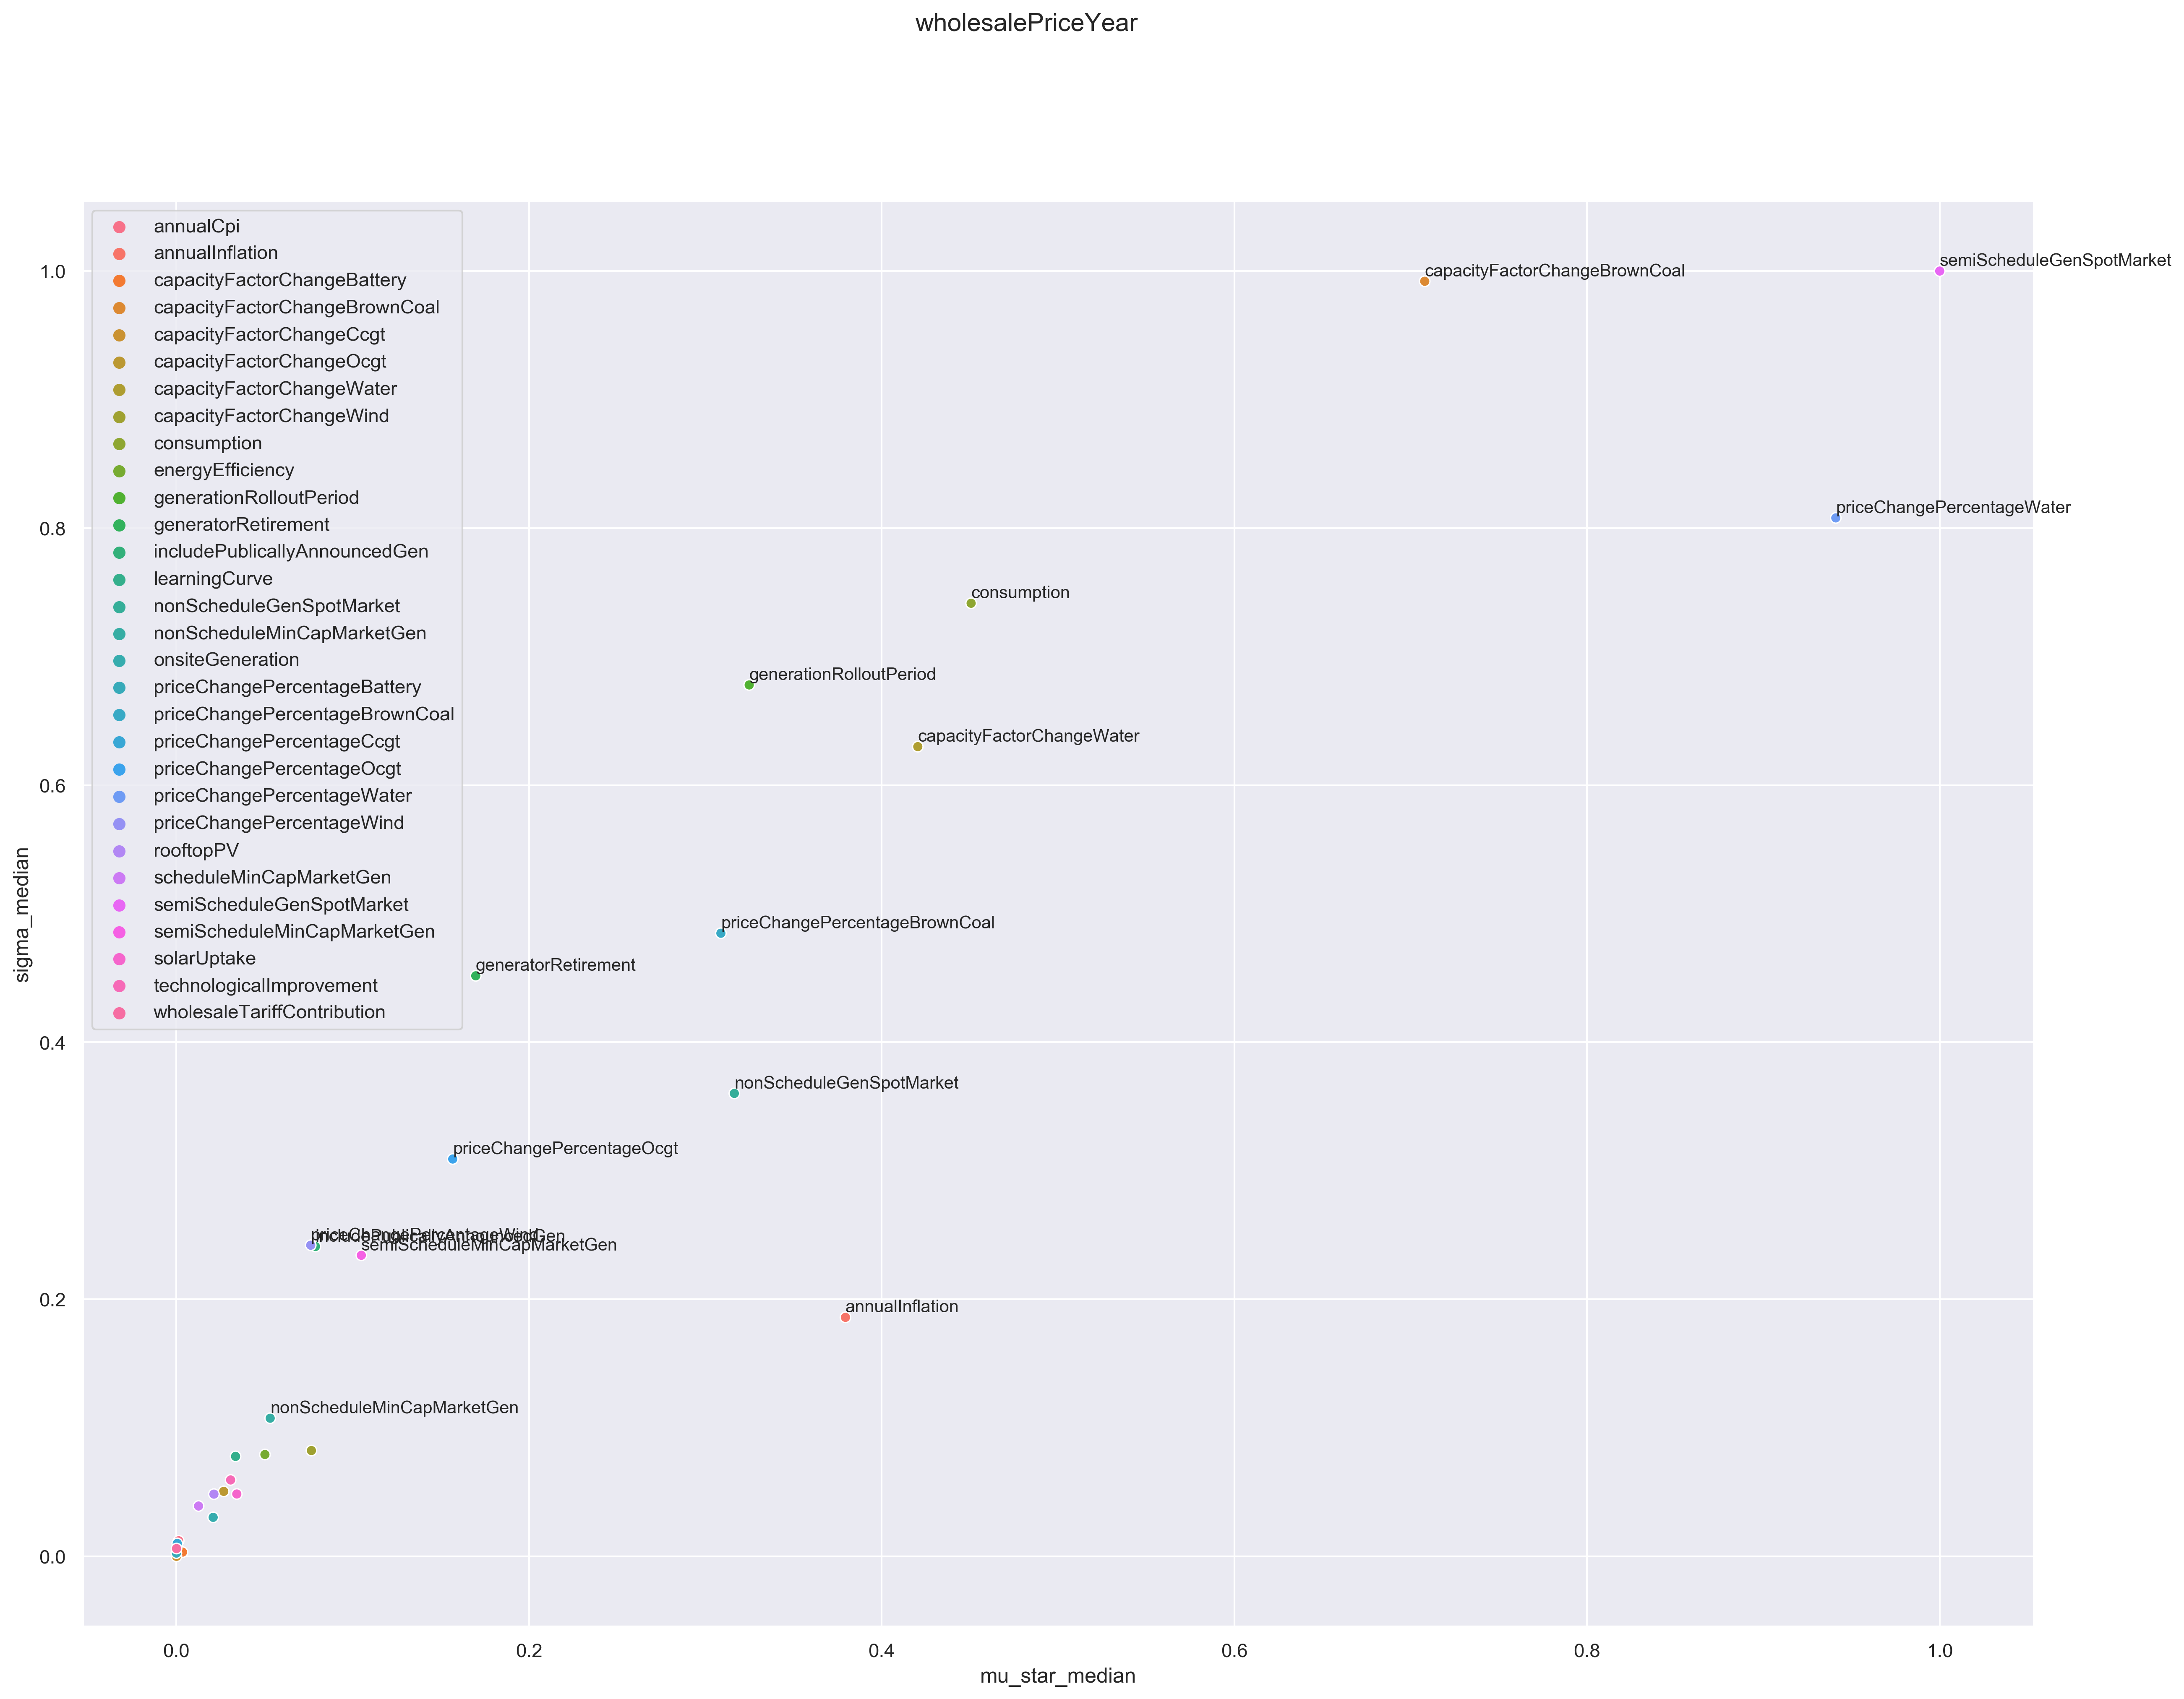 wholesalePriceYear
annualCpi
annualInflation
capacityFactorChangeBattery
capacityFactorChangeBrownCoal
capacityFactorChangeCcgt
capacityFactorChangeOcgt
capacityFactorChangeWater
capacityFactorChangeWind
consumption
energyEfficiency
generationRolloutPeriod
generatorRetirement
includePublicallyAnnouncedGen
learningCurve
nonScheduleGenSpotMarket
nonScheduleMinCapMarketGen
onsiteGeneration
priceChangePercentageBattery
priceChangePercentageBrownCoal
priceChangePercentageCcgt
priceChangePercentageOcgt
priceChangePercentageWater
priceChangePercentageWind
rooftopPV
scheduleMinCapMarketGen
semiScheduleGenSpotMarket
semiScheduleMinCapMarketGen
solarUptake
technologicalImprovement
wholesaleTariffContribution
semiScheduleGenSpotMarket
capacityFactorChangeBrownCoal
priceChangePercentageWater
consumption
generationRolloutPeriod
capacityFactorChangeWater
priceChangePercentageBrownCoal
generatorRetirement
nonScheduleGenSpotMarket
priceChangePercentageOcgt
priceChangePercentageWind
includePublicallyAnnouncedGen
semiScheduleMinCapMarketGen
annualInflation
nonScheduleMinCapMarketGen
1.0
0.8
0.6
0.4
0.2
0.0
sigma_median
0.0 0.2 0.4 0.6 0.8 1.0
mu_star_median